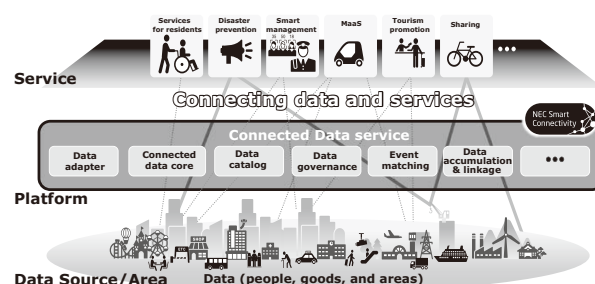 Services
for residents
Disaster
prevention
Smart
management
MaaS
Tourism
promotion
Sharing
Service
Connecting data and services
NEC Smart
Connectivity
Connected Data service
Data
adapter
Connected
data core
Data
catalog
Data
governance
Event
matching
Data
accumulation
& linkage
Platform
Data Source/Area
Data (people, goods, and areas)